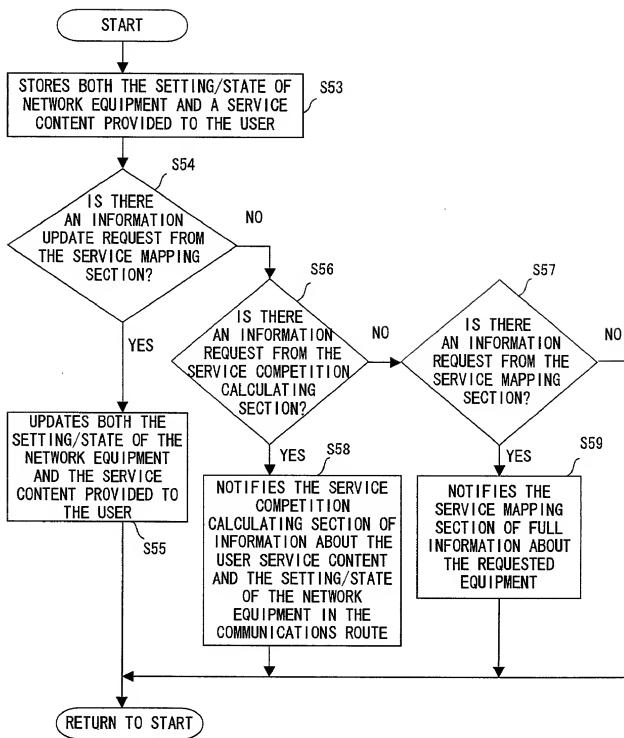 START
STORES BOTH THE SETTING/STATE OF
NETWORK EQUIPMENT AND A SERVICE
CONTENT PROVIDED TO THE USER
S53
S54
IS THERE
AN INFORMATION
UPDATE REQUEST FROM
THE SERVICE MAPPING
SECTION?
NO
YES
S56
IS THERE
AN INFORMATION
REQUEST FROM THE
SERVICE COMPETITION
CALCULATING
SECTION?
NO
YES
S57
IS THERE
AN INFORMATION
REQUEST FROM THE
SERVICE MAPPING
SECTION?
NO
YES
UPDATES BOTH THE
SETTING/STATE OF THE
NETWORK EQUIPMENT
AND THE SERVICE
CONTENT PROVIDED TO
THE USER
S55
S58
NOTIFIES THE SERVICE
COMPETITION
CALCULATING SECTION OF
INFORMATION ABOUT THE
USER SERVICE CONTENT
AND THE SETTING/STATE
OF THE NETWORK
EQUIPMENT IN THE
COMMUNICATIONS ROUTE
S59
NOTIFIES THE
SERVICE MAPPING
SECTION OF FULL
INFORMATION ABOUT
THE REQUESTED
EQUIPMENT
RETURN TO START